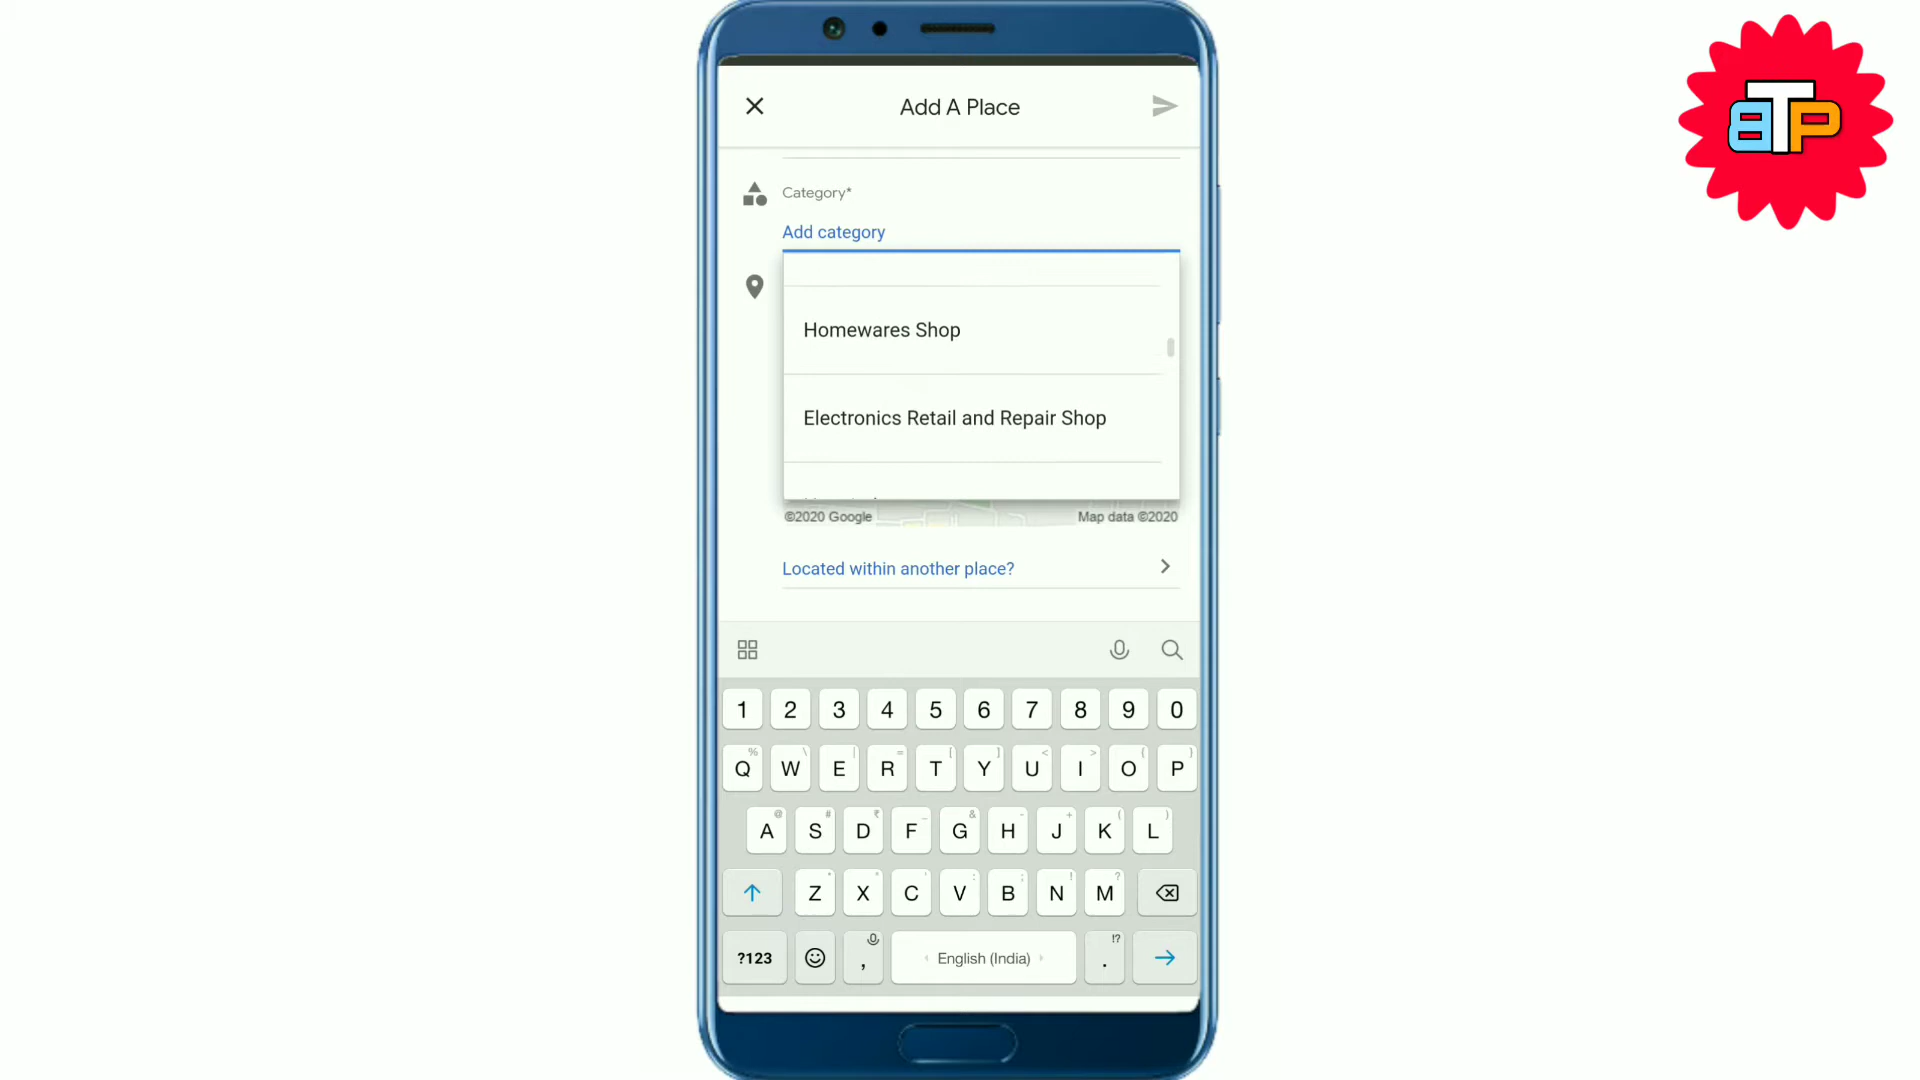 Add A Place
BTP
Category*
Add category
Homewares Shop
Electronics Retail and Repair Shop
©2020 Google
Map data ©2020
Located within another place?
1 2 3 4 5 6 7 8 9 0
% \ | = [ ] < > { }
Q W E R T Y U I O P
@ # ₹ _ & - + ( )
A S D F G H J K L
* " ' : ; ! ?
Z X C V B N M
!?
?123 , English (India) .